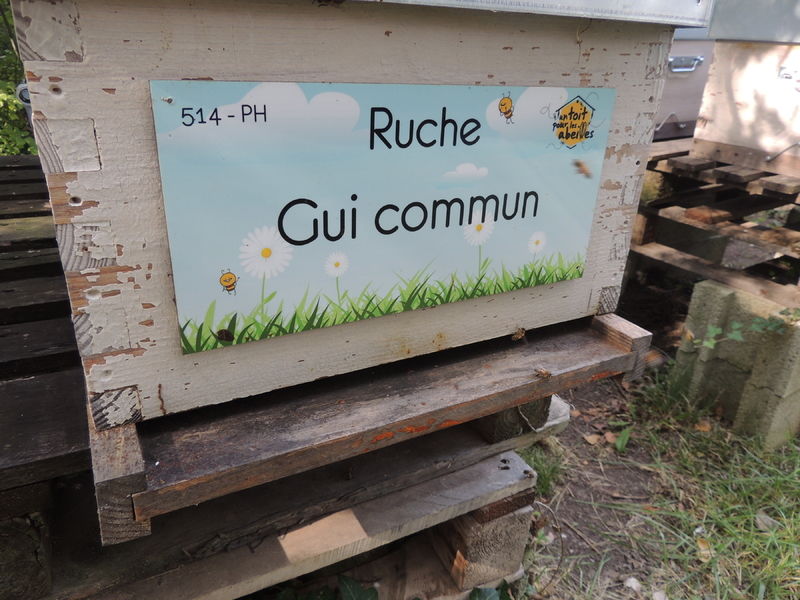 514 - PH
Ruche
Un toit
pour les
abeilles
Gui commun